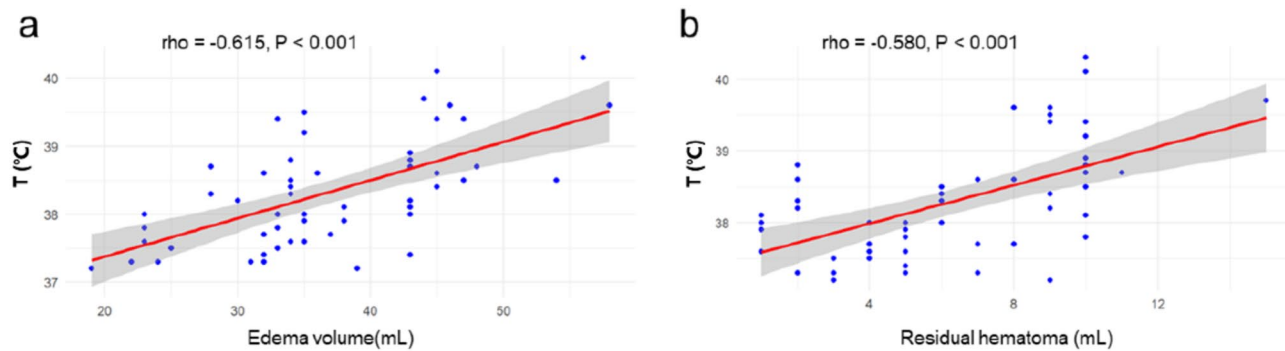 a
rho = -0.615, P < 0.001
T (°C)
40
39
38
37
20
30
40
50
Edema volume(mL)
b
rho = -0.580, P < 0.001
T (°C)
40
39
38
4
8
12
Residual hematoma (mL)